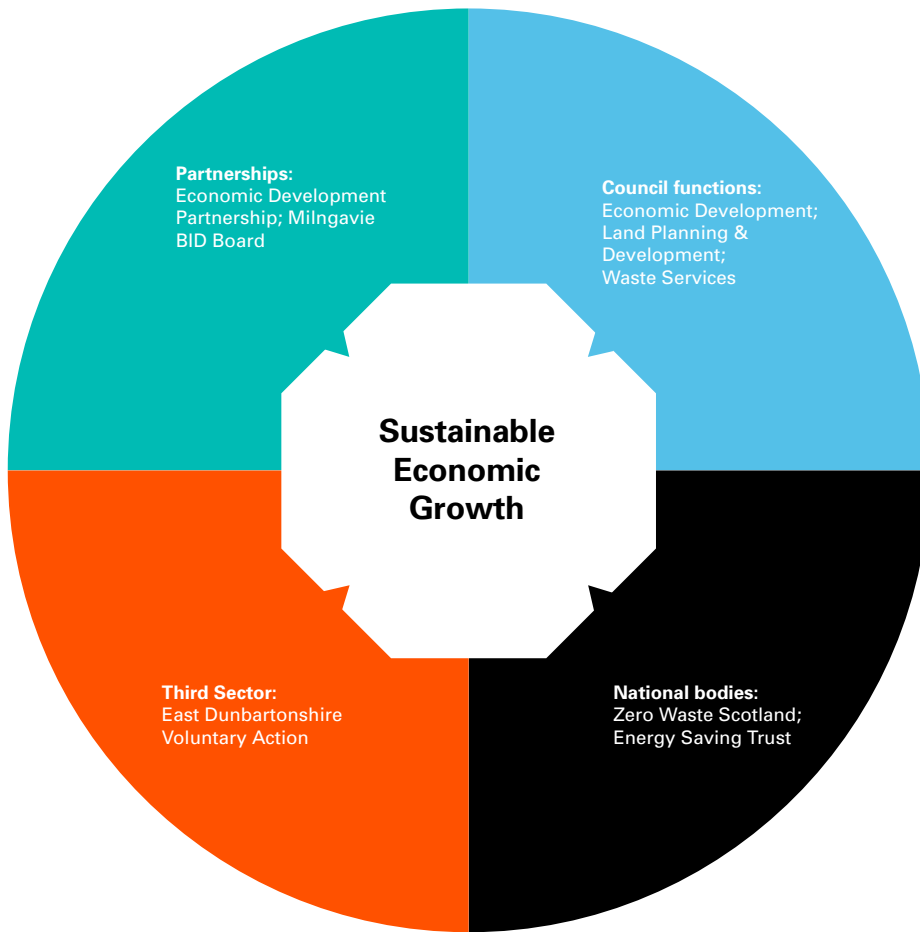 Partnerships:
Economic Development
Partnership; Milngavie
BID Board
Council functions:
Economic Development;
Land Planning &
Development;
Waste Services
Sustainable
Economic
Growth
Third Sector:
East Dunbartonshire
Voluntary Action
National bodies:
Zero Waste Scotland;
Energy Saving Trust